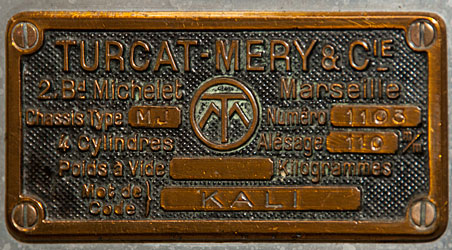 TURCAT-MERY & CIE
2. Bd Michelet Marseille
Chassis Type MJ Numéro 1103
4 Cylindres Alésage 110 m/m
Poids à Vide Kilogrammes
Mot de Code } KALI